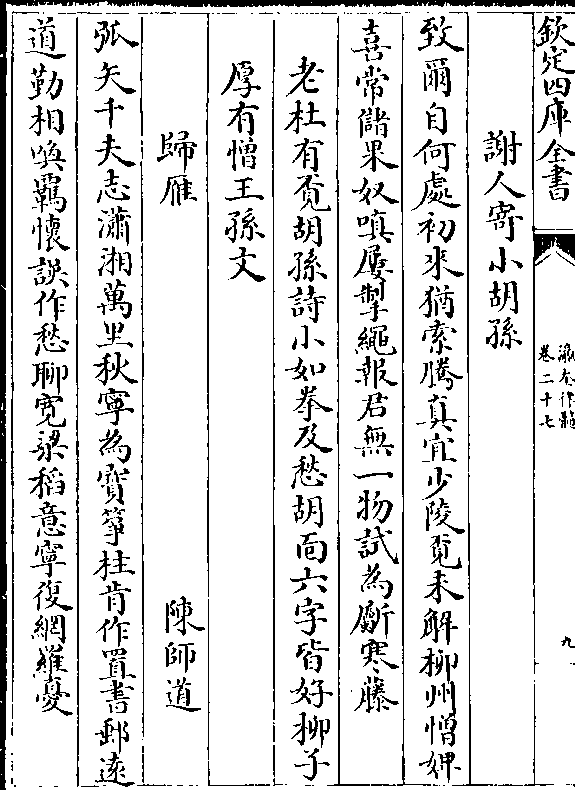 欽定四庫全書
瀛奎律髓
卷二十七
九
謝人寄小胡孫
致爾自何處初來猶索騰真宜少陵覔未解柳州憎婢
喜常儲果奴嗔屢掣繩報君無一物試為斸寒藤
老杜有覔胡孫詩小如拳及愁胡面六字皆好柳子
厚有憎王孫文
歸雁 陳師道
弧矢千夫志瀟湘萬里秋寧為寳箏柱肯作置書郵逺
道勤相喚羈懷誤作愁聊寛粱稻意寧復網羅憂